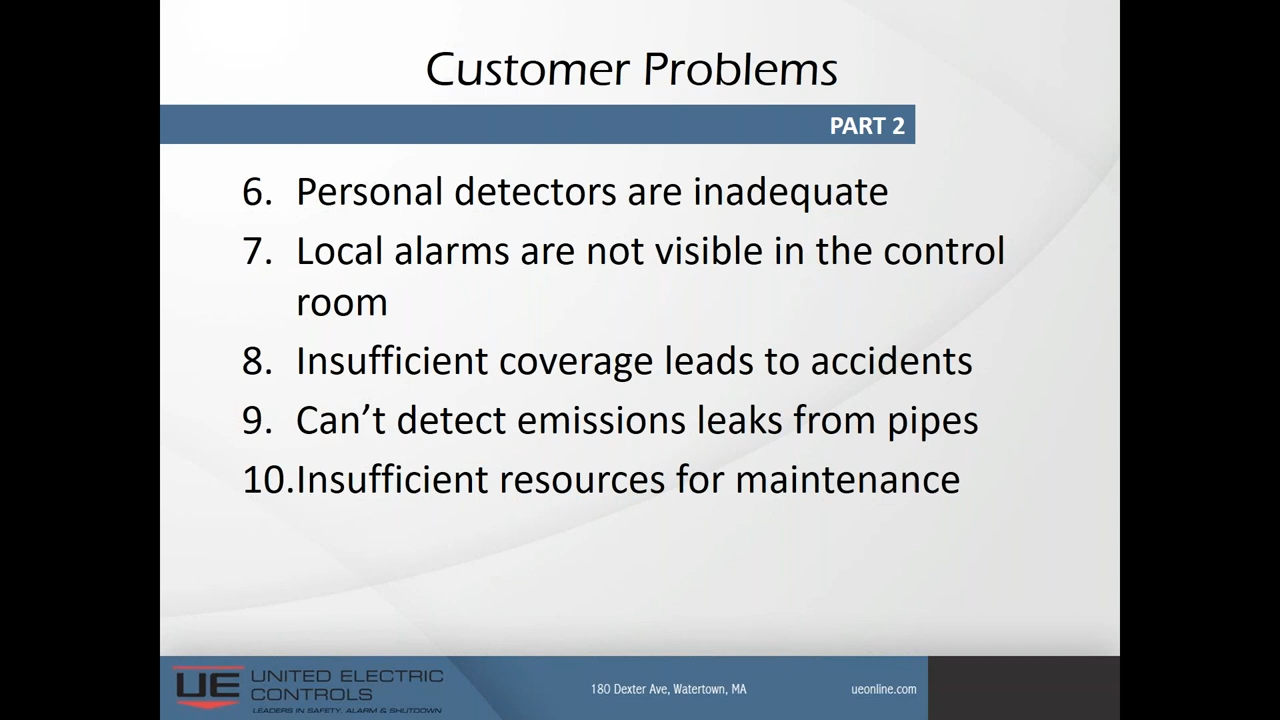 Customer Problems
PART 2
6. Personal detectors are inadequate
7. Local alarms are not visible in the control
room
8. Insufficient coverage leads to accidents
9. Can’t detect emissions leaks from pipes
10.Insufficient resources for maintenance
UE UNITED ELECTRIC
CONTROLS
LEADERS IN SAFETY, ALARM & SHUTDOWN
180 Dexter Ave, Watertown, MA
ueonline.com